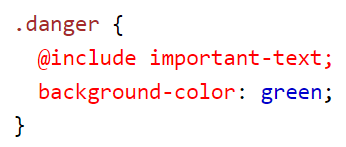 .danger {
  @include important-text;
  background-color: green;
}